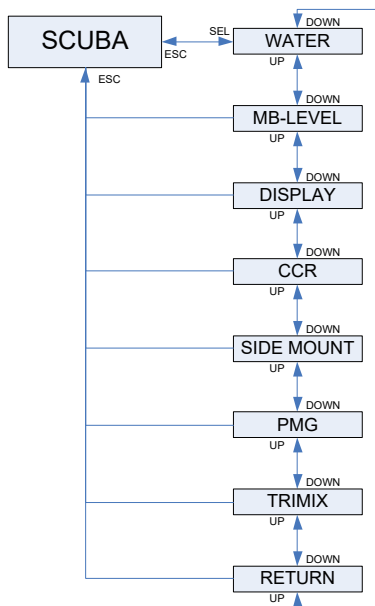 DOWN
SCUBA
SEL
WATER
ESC
UP
ESC
DOWN
MB-LEVEL
UP
DOWN
DISPLAY
UP
DOWN
CCR
UP
DOWN
SIDE MOUNT
UP
DOWN
PMG
UP
DOWN
TRIMIX
UP
DOWN
RETURN
UP